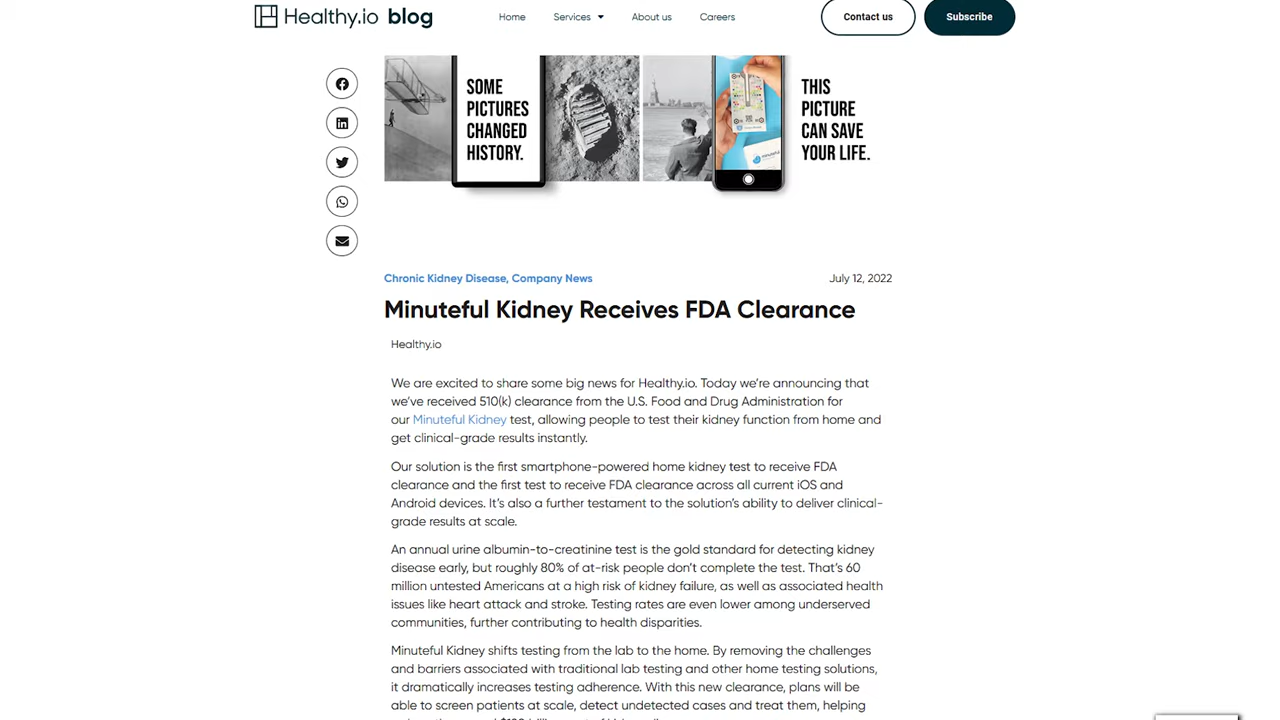 Healthy.io blog
Home
Services
About us
Careers
Contact us
Subscribe
SOME
PICTURES
CHANGED
HISTORY.
THIS
PICTURE
CAN SAVE
YOUR LIFE.
Chronic Kidney Disease, Company News
July 12, 2022
Minuteful Kidney Receives FDA Clearance
Healthy.io
We are excited to share some big news for Healthy.io. Today we’re announcing that
we’ve received 510(k) clearance from the U.S. Food and Drug Administration for
our Minuteful Kidney test, allowing people to test their kidney function from home and
get clinical-grade results instantly.
Our solution is the first smartphone-powered home kidney test to receive FDA
clearance and the first test to receive FDA clearance across all current iOS and
Android devices. It’s also a further testament to the solution’s ability to deliver clinical-
grade results at scale.
An annual urine albumin-to-creatinine test is the gold standard for detecting kidney
disease early, but roughly 80% of at-risk people don’t complete the test. That’s 60
million untested Americans at a high risk of kidney failure, as well as associated health
issues like heart attack and stroke. Testing rates are even lower among underserved
communities, further contributing to health disparities.
Minuteful Kidney shifts testing from the lab to the home. By removing the challenges
and barriers associated with traditional lab testing and other home testing solutions,
it dramatically increases testing adherence. With this new clearance, plans will be
able to screen patients at scale, detect undetected cases and treat them, helping